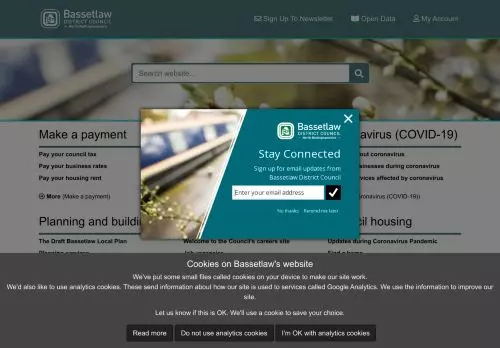 Bassetlaw
DISTRICT COUNCIL
North Nottinghamshire
Sign Up To Newsletter
Open Data
My Account
Search website...
Make a payment
Pay your council tax
Pay your business rates
Pay your housing rent
More (Make a payment)
avirus (COVID-19)
out coronavirus
sinesses during coronavirus
vices affected by coronavirus
oronavirus (COVID-19))
Bassetlaw
DISTRICT COUNCIL
North Nottinghamshire
Stay Connected
Sign up for email updates from
Bassetlaw District Council
Enter your email address
No thanks
Remind me later
Planning and buildin
cil housing
The Draft Bassetlaw Local Plan
Welcome to the Council's careers site
Updates during Coronavirus Pandemic
Cookies on Bassetlaw's website
We've put some small files called cookies on your device to make our site work.
We'd also like to use analytics cookies. These send information about how our site is used to services called Google Analytics. We use the information to improve our
site.
Let us know if this is OK. We'll use a cookie to save your choice.
Read more
Do not use analytics cookies
I'm OK with analytics cookies